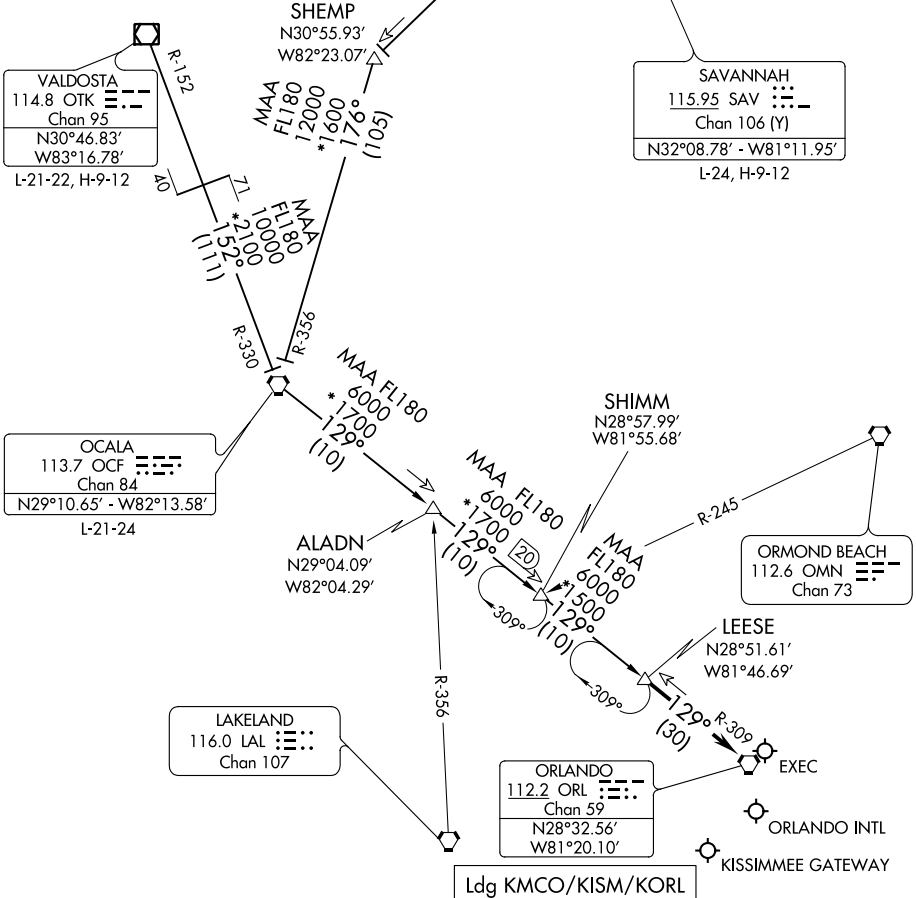 SHEMP
N30°55.93'
W82°23.07'
R-152
VALDOSTA
114.8 OTK
Chan 95
N30°46.83'
W83°16.78'
L-21-22, H-9-12
MAA
FL180
12000
*1600
176°
(105)
SAVANNAH
115.95 SAV
Chan 106 (Y)
N32°08.78' - W81°11.95'
L-24, H-9-12
40
71
MAA
FL180
10000
*2100
152°
(111)
R-330
R-356
MAA FL180
6000
*1700
129°
(10)
OCALA
113.7 OCF
Chan 84
N29°10.65' - W82°13.58'
L-21-24
SHIMM
N28°57.99'
W81°55.68'
MAA FL180
6000
*1700
129°
(10)
20
R-245
ALADN
N29°04.09'
W82°04.29'
ORMOND BEACH
112.6 OMN
Chan 73
MAA
FL180
6000
*1500
129°
(10)
309°
LEESE
N28°51.61'
W81°46.69'
309°
R-356
129°
(30)
R-309
LAKELAND
116.0 LAL
Chan 107
ORLANDO
112.2 ORL
Chan 59
N28°32.56'
W81°20.10'
EXEC
ORLANDO INTL
KISSIMMEE GATEWAY
Ldg KMCO/KISM/KORL